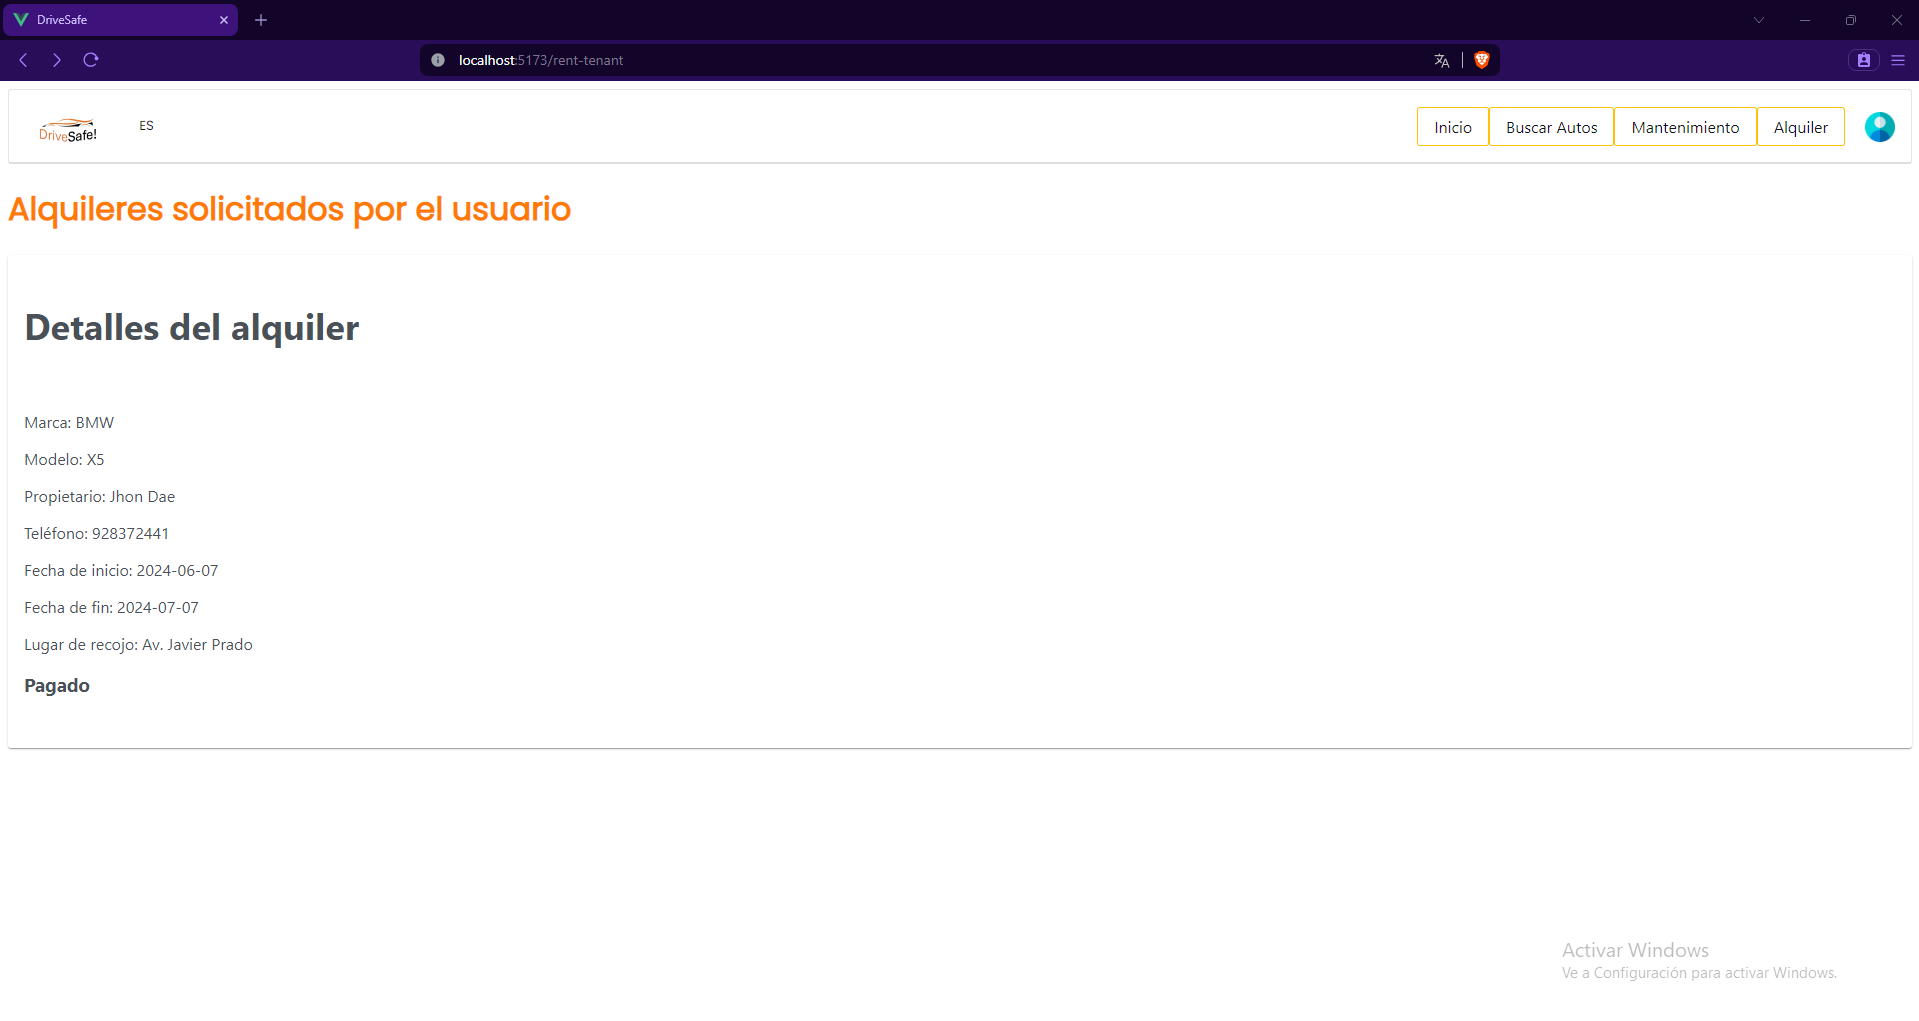 DriveSafe
localhost:5173/rent-tenant
DriveSafe!
ES
Inicio
Buscar Autos
Mantenimiento
Alquiler
Alquileres solicitados por el usuario
Detalles del alquiler
Marca: BMW
Modelo: X5
Propietario: Jhon Dae
Teléfono: 928372441
Fecha de inicio: 2024-06-07
Fecha de fin: 2024-07-07
Lugar de recojo: Av. Javier Prado
Pagado
Activar Windows
Ve a Configuración para activar Windows.